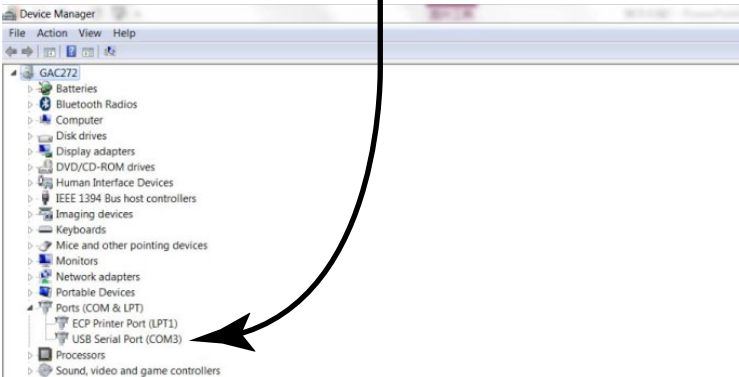 Device Manager
File Action View Help
GAC272
Batteries
Bluetooth Radios
Computer
Disk drives
Display adapters
DVD/CD-ROM drives
Human Interface Devices
IEEE 1394 Bus host controllers
Imaging devices
Keyboards
Mice and other pointing devices
Monitors
Network adapters
Portable Devices
Ports (COM & LPT)
ECP Printer Port (LPT1)
USB Serial Port (COM3)
Processors
Sound, video and game controllers